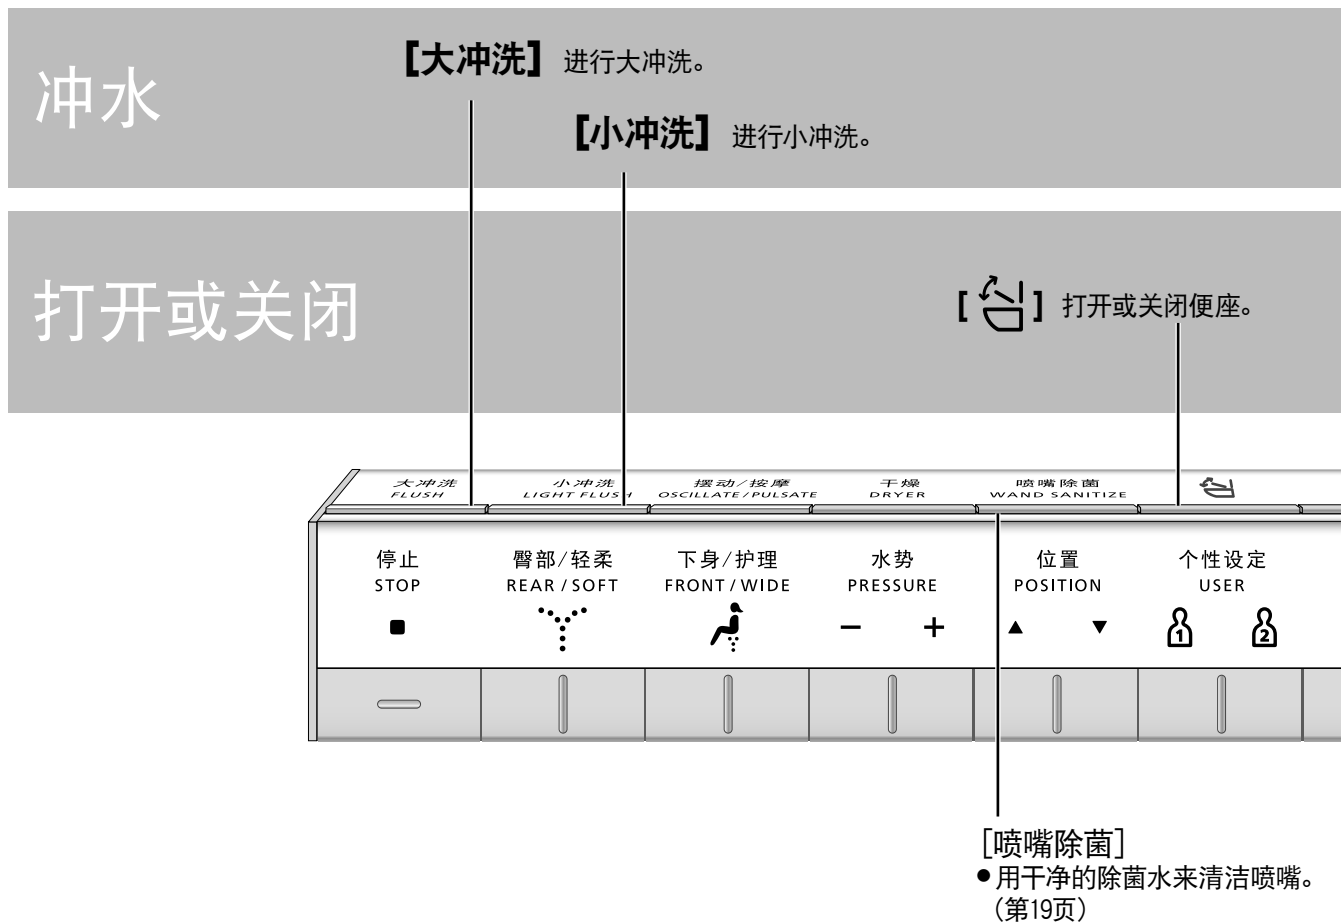 冲水
【大冲洗】 进行大冲洗。
【小冲洗】 进行小冲洗。
打开或关闭
[ ] 打开或关闭便座。
大冲洗 小冲洗 摆动/按摩 干燥 喷嘴除菌
FLUSH LIGHT FLUSH OSCILLATE/PULSATE DRYER WAND SANITIZE
停止 臀部/轻柔 下身/护理 水势 位置 个性设定
STOP REAR/SOFT FRONT/WIDE PRESSURE POSITION USER
− + ▲ ▼ 1 2
[喷嘴除菌]
●用干净的除菌水来清洁喷嘴。
(第19页)